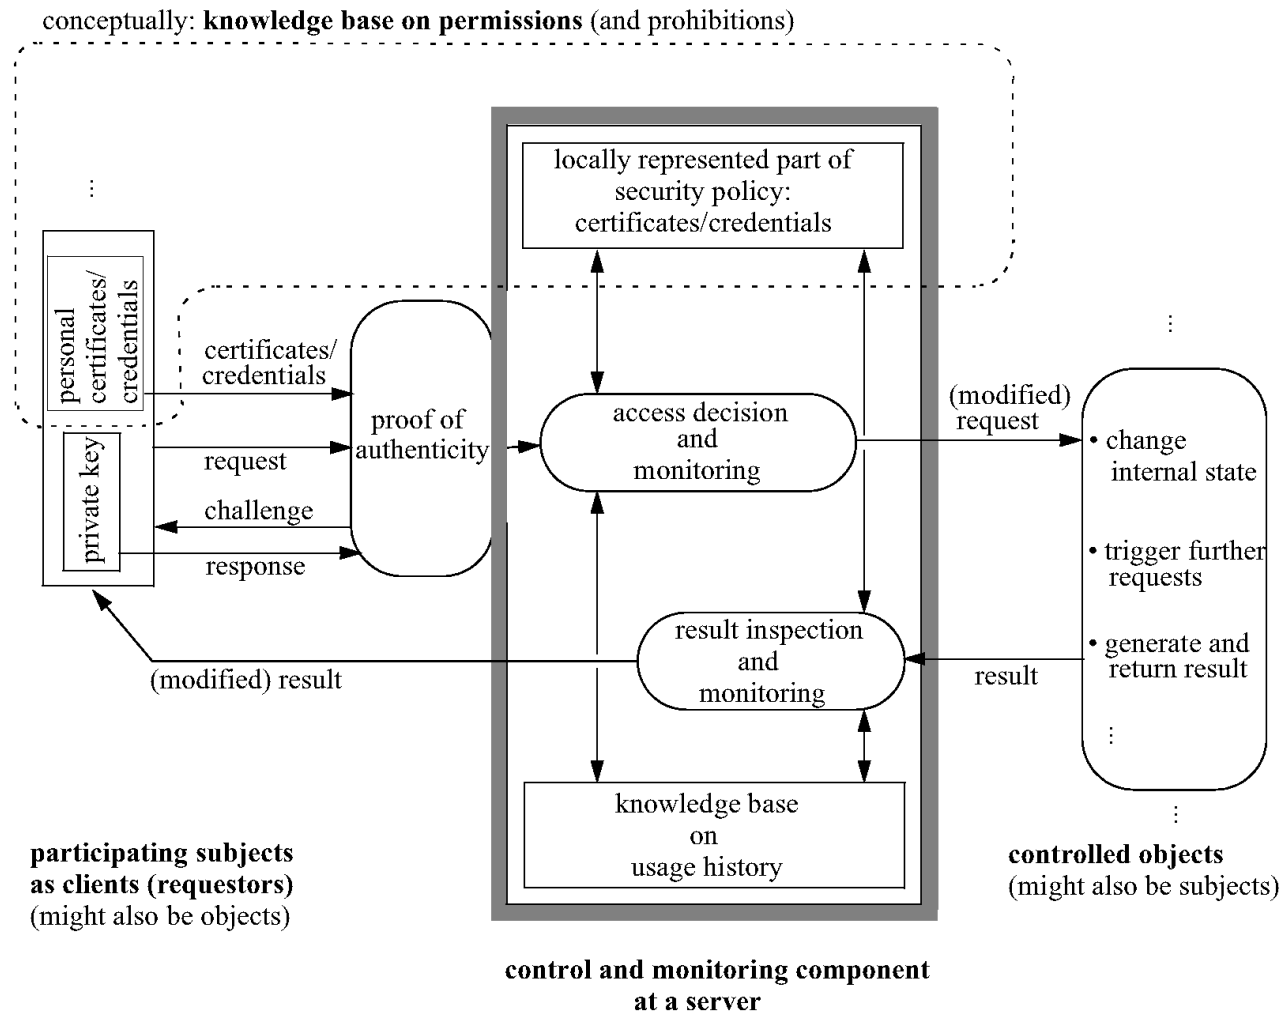 conceptually: knowledge base on permissions (and prohibitions)
locally represented part of
security policy:
certificates/credentials
personal
certificates/
credentials
private key
certificates/
credentials
request
challenge
response
proof of
authenticity
access decision
and
monitoring
(modified)
request
• change
internal state
• trigger further
requests
• generate and
return result
result inspection
and
monitoring
result
(modified) result
knowledge base
on
usage history
participating subjects
as clients (requestors)
(might also be objects)
controlled objects
(might also be subjects)
control and monitoring component
at a server